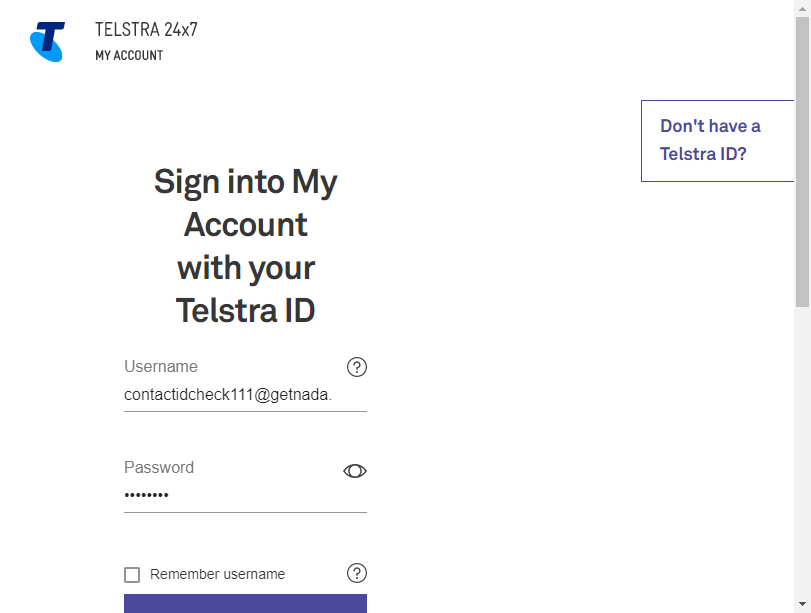 TELSTRA 24x7
MY ACCOUNT
Don't have a
Telstra ID?
Sign into My
Account
with your
Telstra ID
Username
contactidcheck111@getnada.
Password
••••••••
Remember username